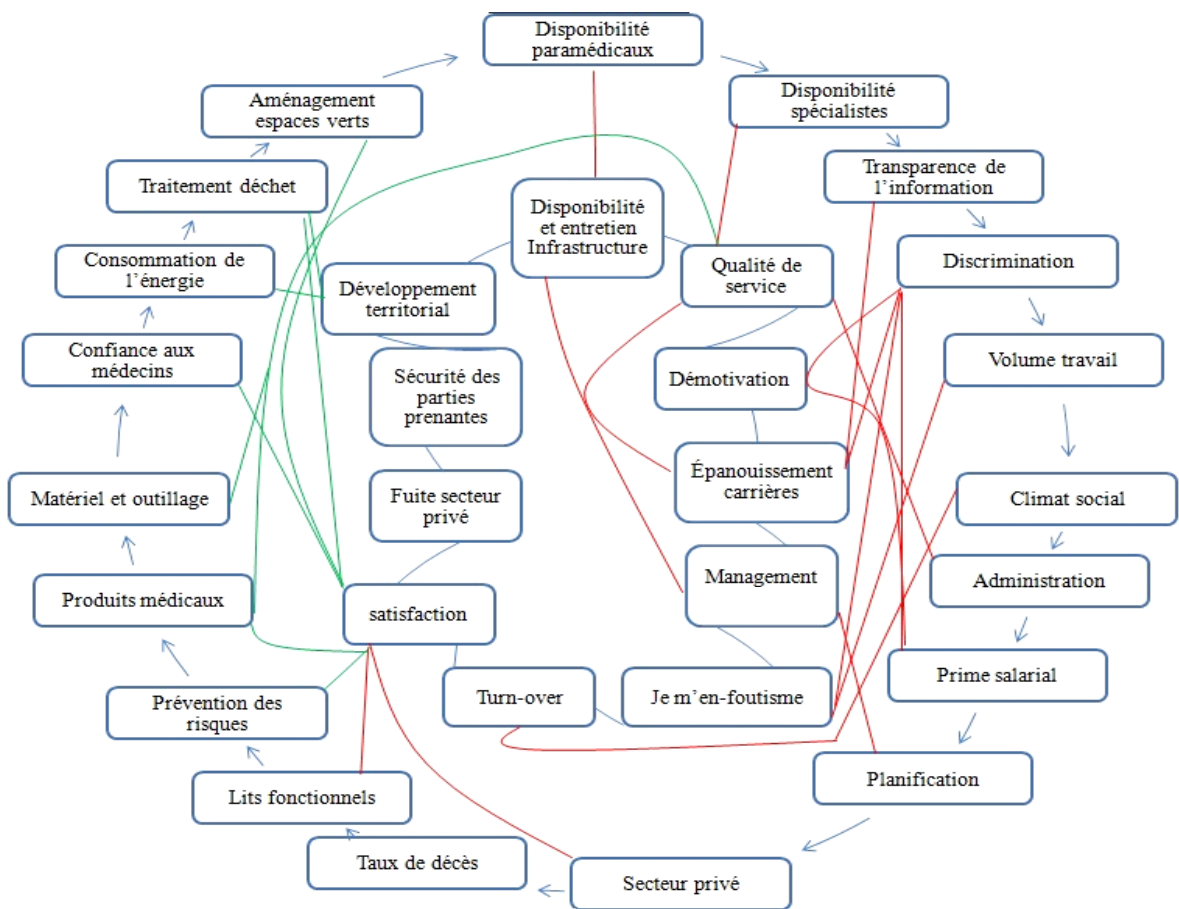 Disponibilité
paramédicaux
Disponibilité
spécialistes
Aménagement
espaces verts
Transparence de
l’information
Traitement déchet
Disponibilité
et entretien
Infrastructure
Discrimination
Qualité de
service
Consommation de
l’énergie
Développement
territorial
Volume travail
Confiance aux
médecins
Sécurité des
parties
prenantes
Démotivation
Épanouissement
carrières
Matériel et outillage
Fuite secteur
privé
Climat social
Management
Administration
Produits médicaux
satisfaction
Prime salarial
Turn-over
Je m’en-foutisme
Prévention des
risques
Planification
Lits fonctionnels
Taux de décès
Secteur privé